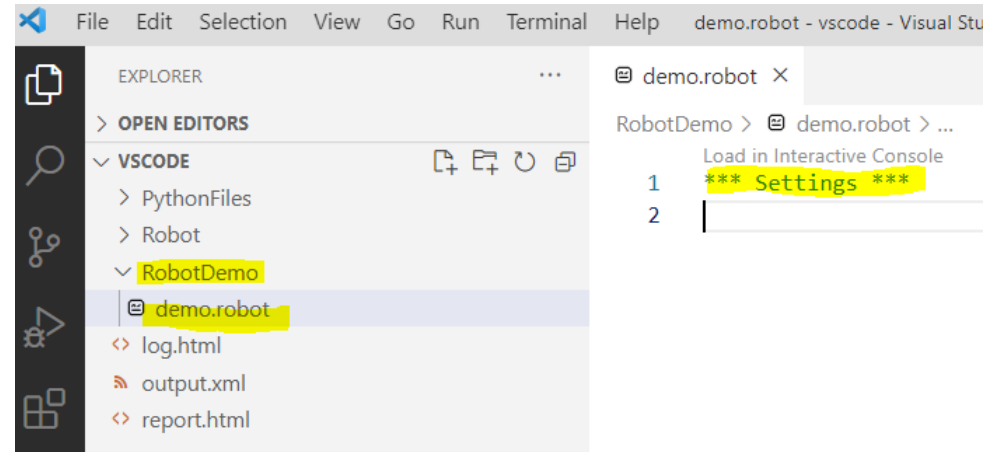 File Edit Selection View Go Run Terminal Help demo.robot - vscode - Visual Stu
EXPLORER ...
OPEN EDITORS
VSCODE
PythonFiles
Robot
RobotDemo
demo.robot
log.html
output.xml
report.html
demo.robot
RobotDemo > demo.robot > ...
Load in Interactive Console
1 *** Settings ***
2